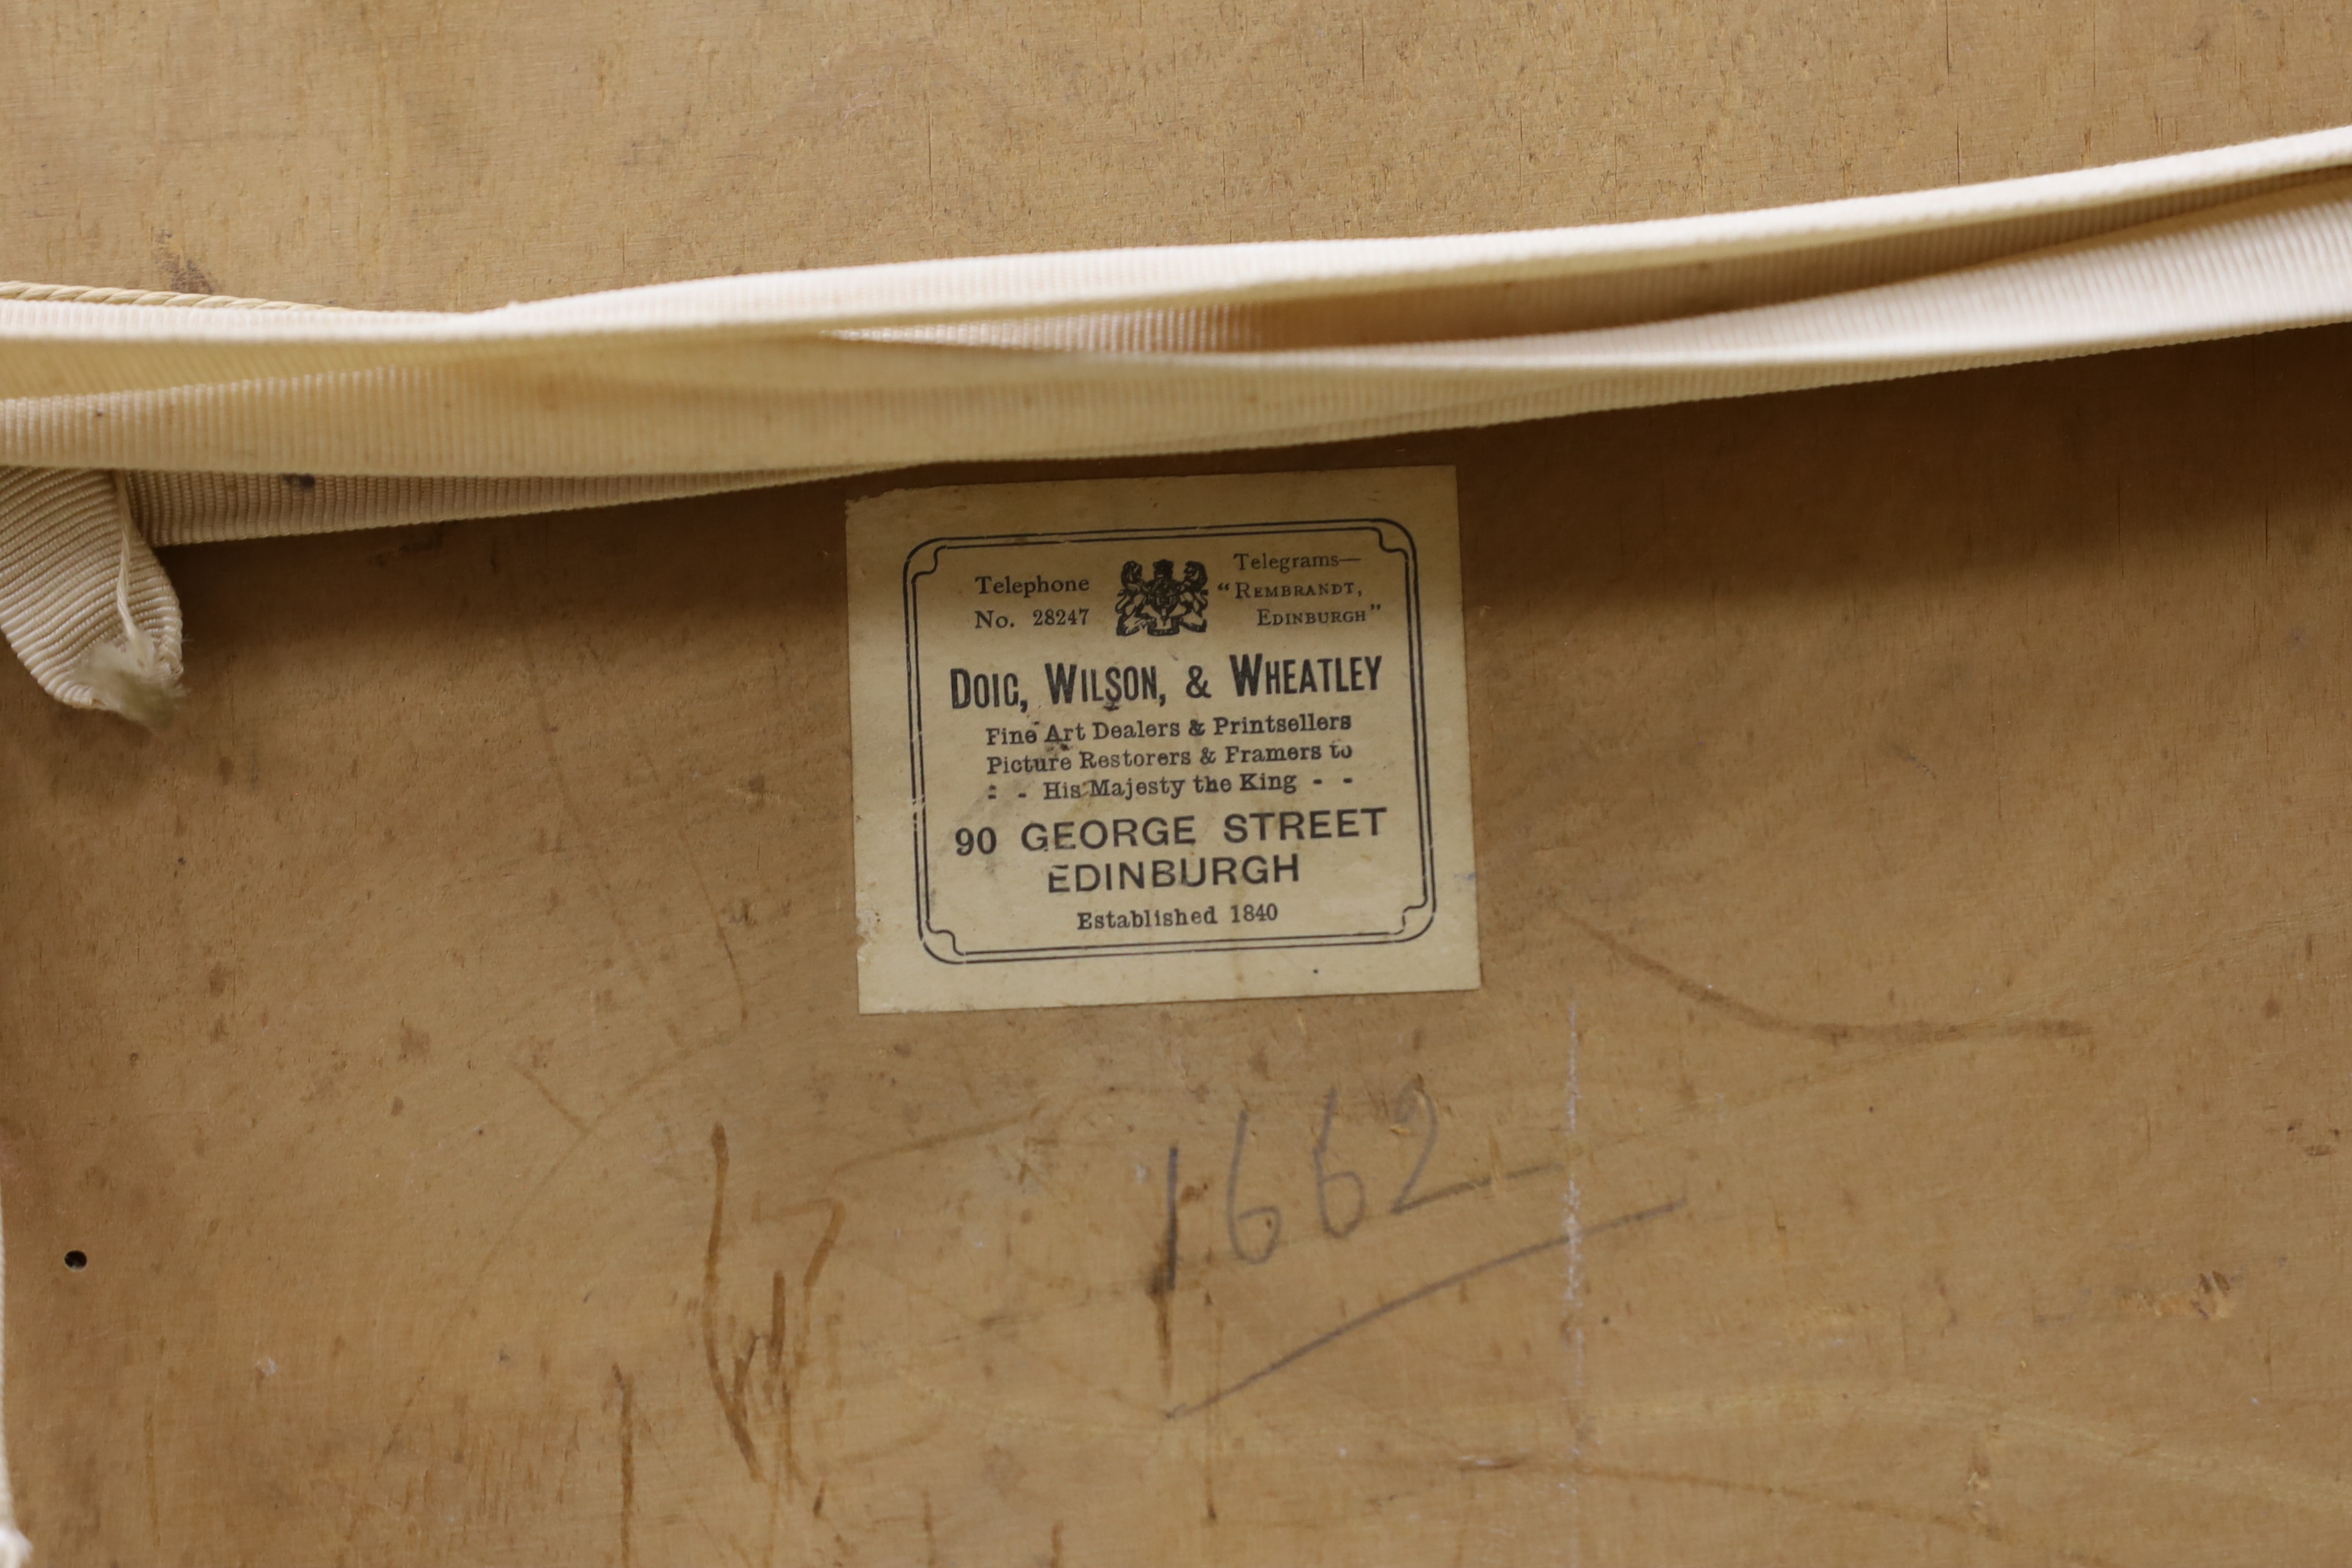 Telephone
No. 28247
Telegrams—
"REMBRANDT,
EDINBURGH"
DOIG, WILSON, & WHEATLEY
Fine Art Dealers & Printsellers
Picture Restorers & Framers to
- - His Majesty the King - -
90 GEORGE STREET
EDINBURGH
Established 1840
1662